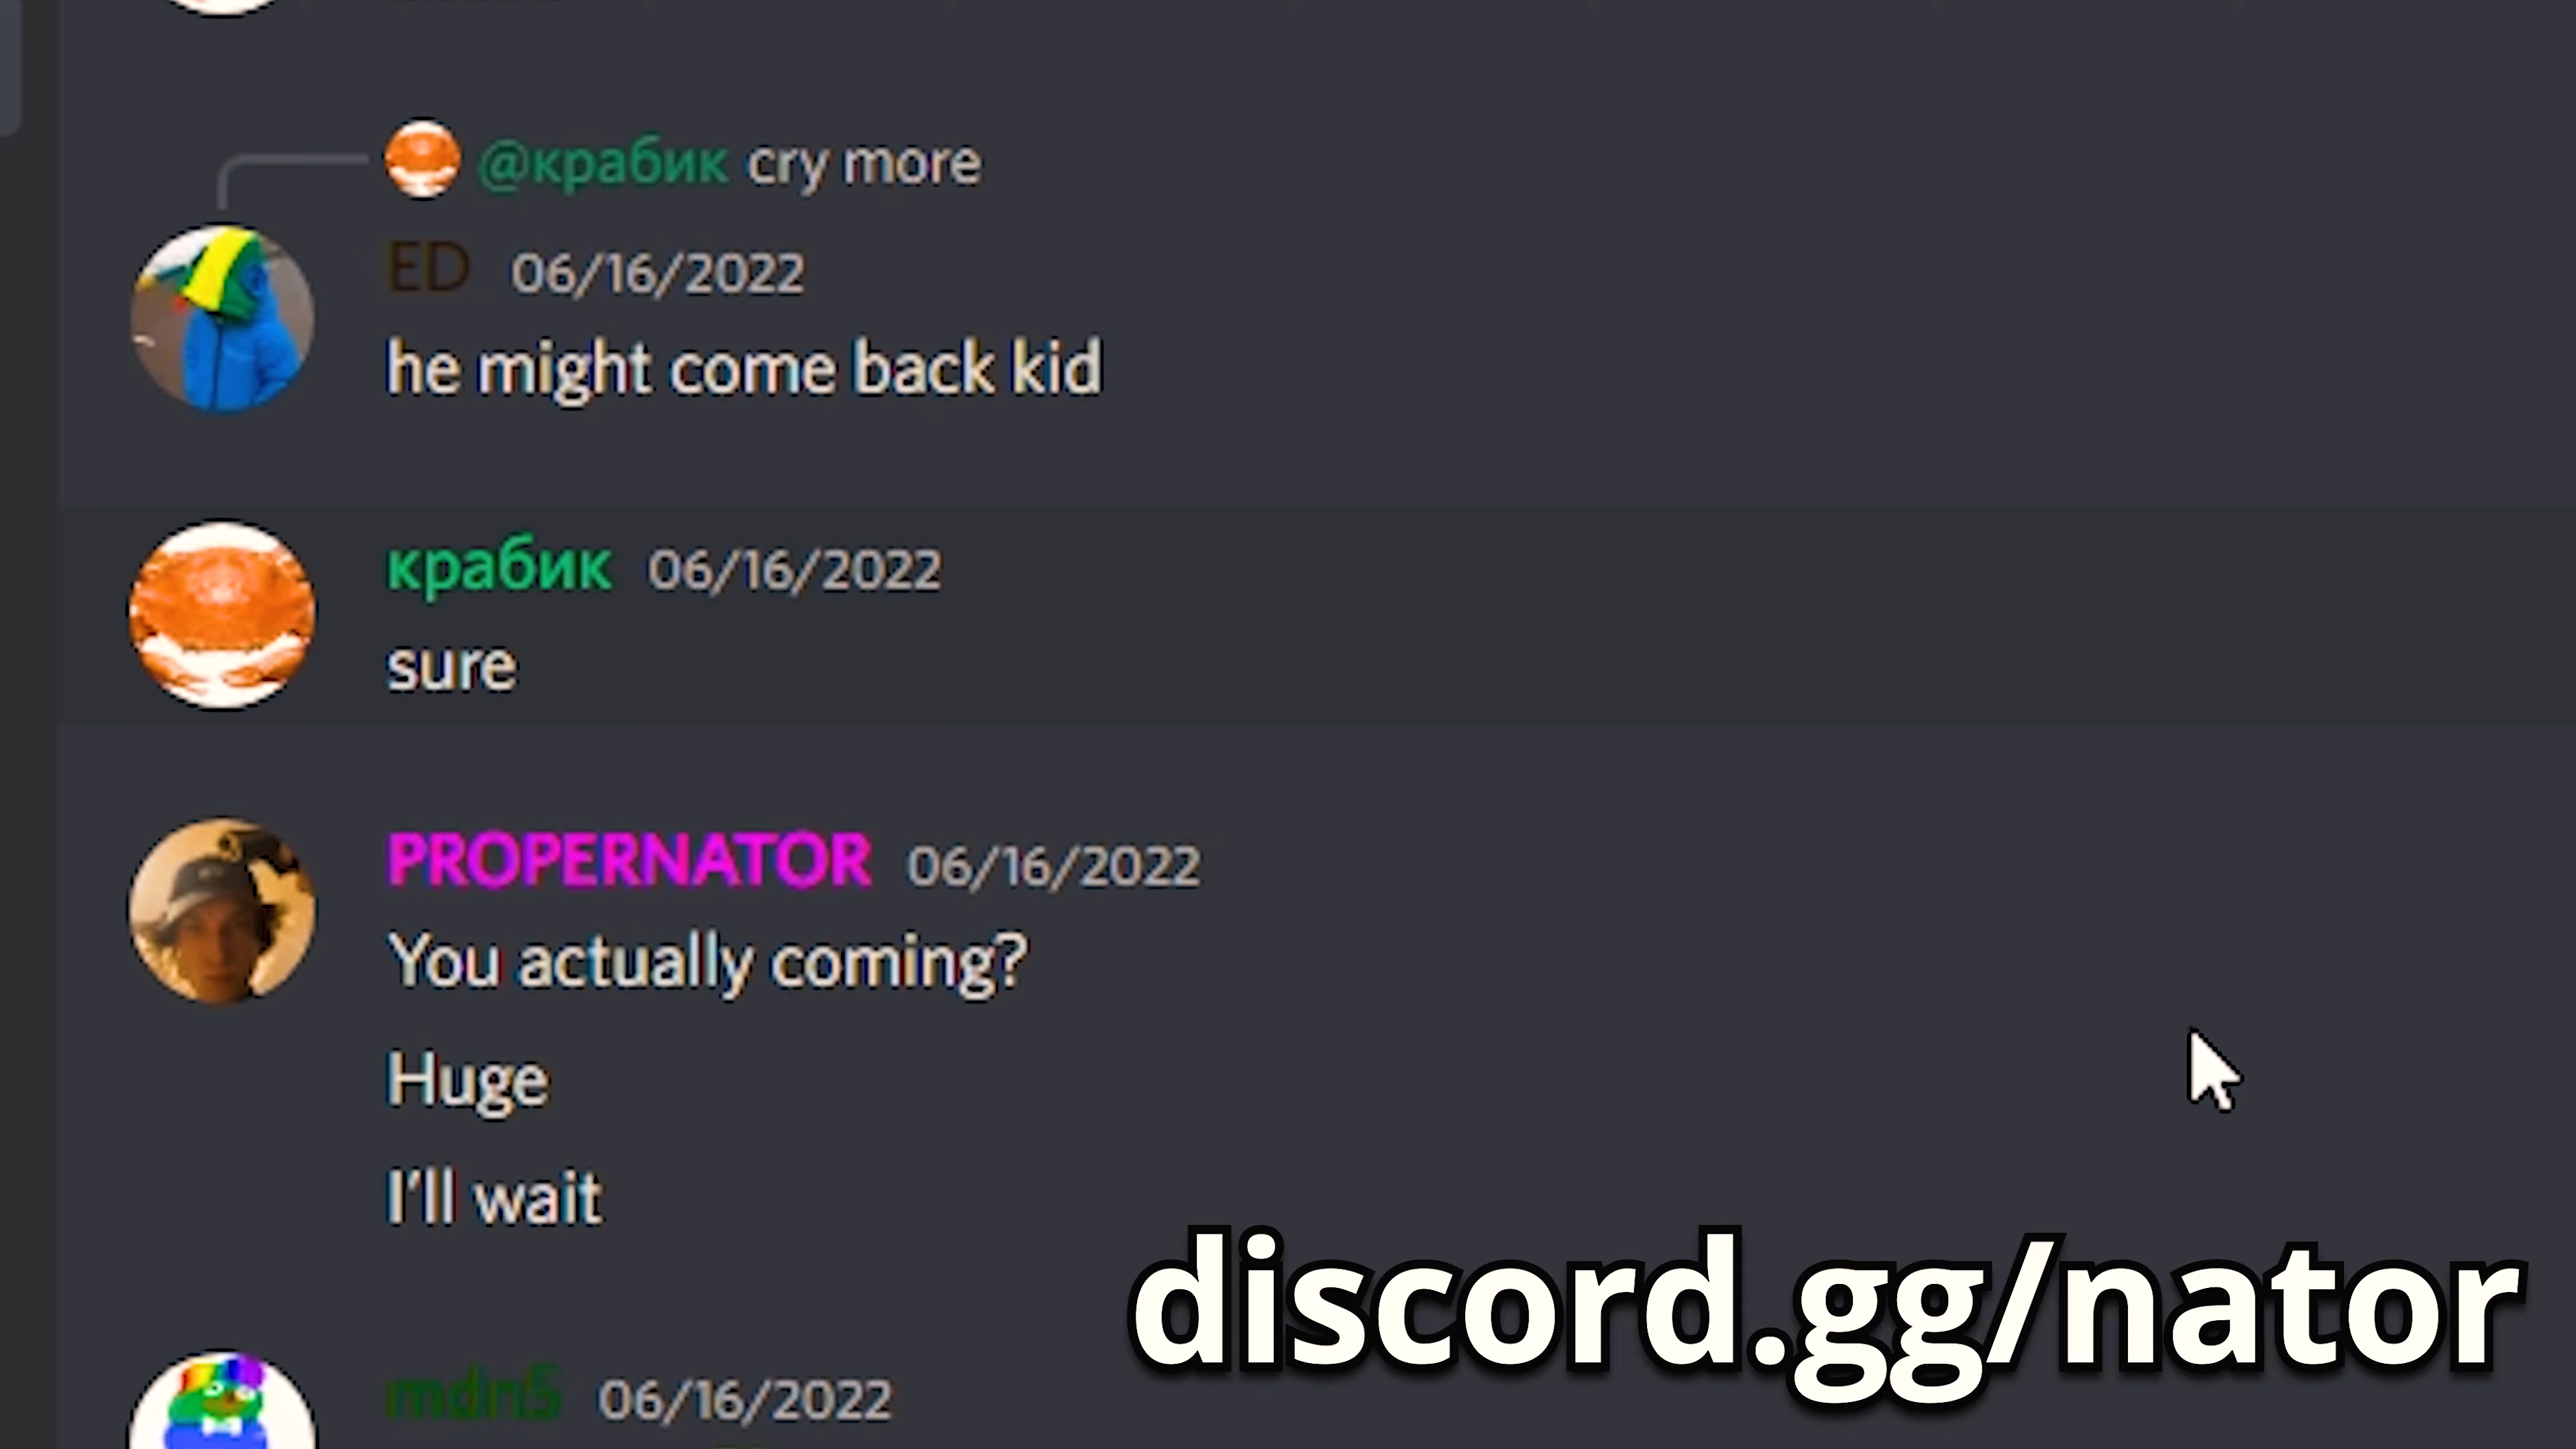 @крабик cry more
ED 06/16/2022
he might come back kid
крабик 06/16/2022
sure
PROPERNATOR 06/16/2022
You actually coming?
Huge
I'll wait
discord.gg/nator
mdn5 06/16/2022